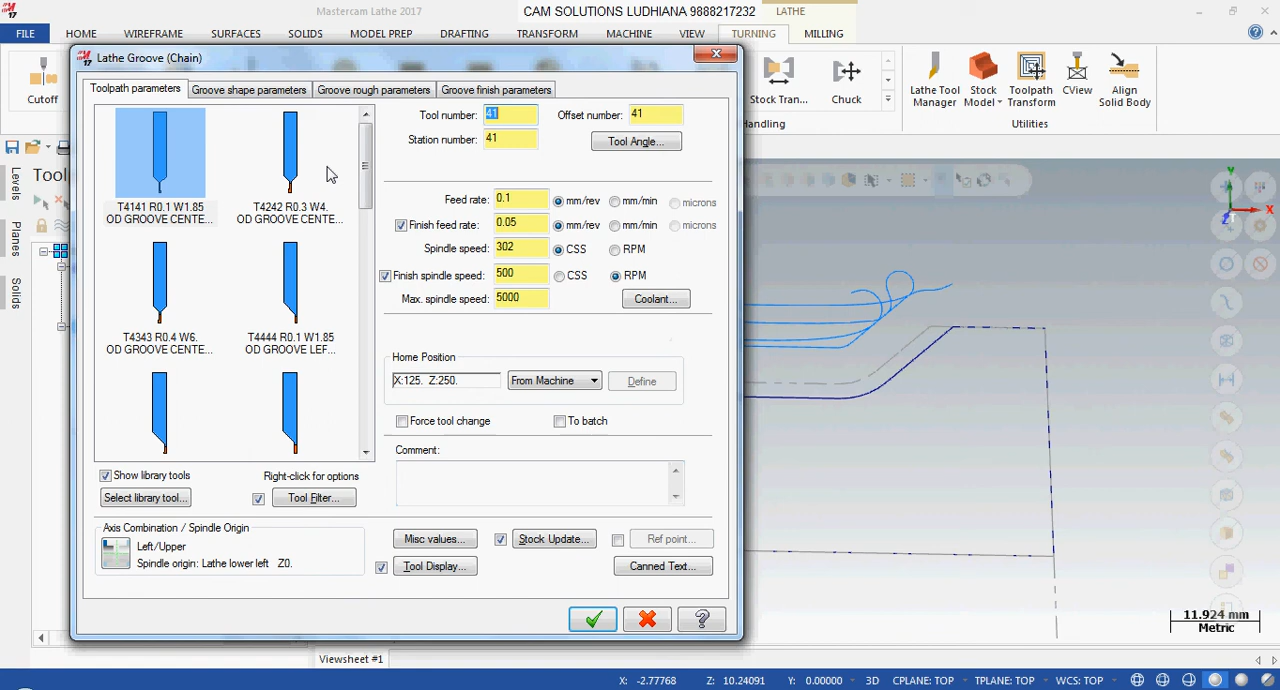 17
Mastercam Lathe 2017
CAM SOLUTIONS LUDHIANA 9888217232
LATHE
FILE HOME WIREFRAME SURFACES SOLIDS MODEL PREP DRAFTING TRANSFORM MACHINE VIEW TURNING MILLING
Lathe Groove (Chain)
Cutoff
Stock Tran...
Chuck
Lathe Tool Manager
Stock Model
Toolpath Transform
CView
Align Solid Body
Handling
Utilities
Tool
Levels
Planes
Solids
Toolpath parameters
Groove shape parameters
Groove rough parameters
Groove finish parameters
T4141 R0.1 W1.85
OD GROOVE CENTE...
T4242 R0.3 W4.
OD GROOVE CENTE...
T4343 R0.4 W6.
OD GROOVE CENTE...
T4444 R0.1 W1.85
OD GROOVE LEF...
Tool number: 41
Offset number: 41
Station number: 41
Tool Angle...
Feed rate: 0.1 mm/rev mm/min microns
Finish feed rate: 0.05 mm/rev mm/min microns
Spindle speed: 302 CSS RPM
Finish spindle speed: 500 CSS RPM
Max. spindle speed: 5000
Coolant...
Home Position
X:125. Z:250.
From Machine
Define
Force tool change
To batch
Comment:
Show library tools
Right-click for options
Select library tool...
Tool Filter...
Axis Combination / Spindle Origin
Left/Upper
Spindle origin: Lathe lower left Z0.
Misc values...
Stock Update...
Ref point...
Tool Display...
Canned Text...
Y
X
Z
11.924 mm
Metric
Viewsheet #1
X: -2.77768 Z: 10.24091 Y: 0.00000 3D CPLANE: TOP TPLANE: TOP WCS: TOP